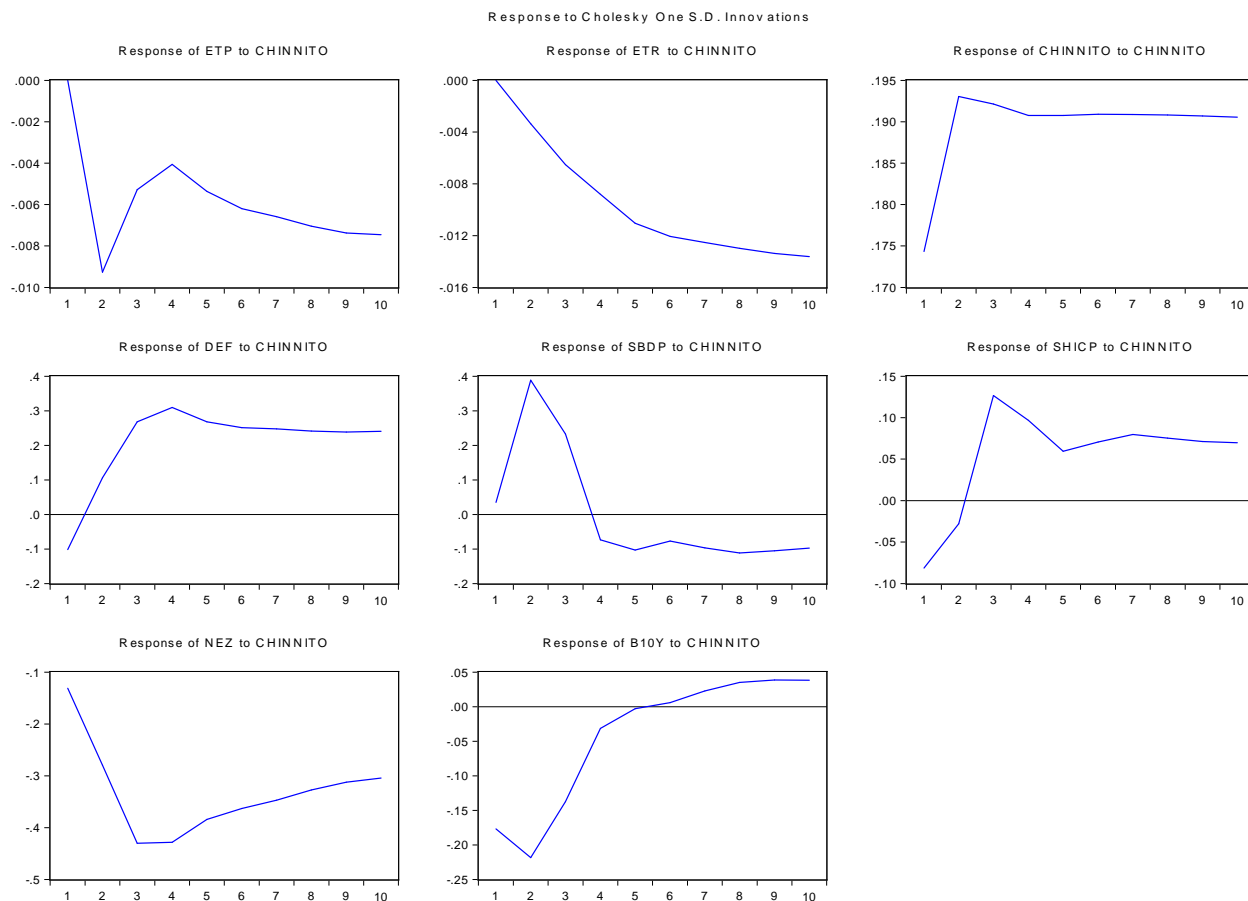 Response to Cholesky One S.D. Innovations
Response of ETP to CHINNITO
.000
-.002
-.004
-.006
-.008
-.010
1 2 3 4 5 6 7 8 9 10
Response of ETR to CHINNITO
.000
-.004
-.008
-.012
-.016
1 2 3 4 5 6 7 8 9 10
Response of CHINNITO to CHINNITO
.195
.190
.185
.180
.175
.170
1 2 3 4 5 6 7 8 9 10
Response of DEF to CHINNITO
.4
.3
.2
.1
.0
-.1
-.2
1 2 3 4 5 6 7 8 9 10
Response of SBDP to CHINNITO
.4
.3
.2
.1
.0
-.1
-.2
1 2 3 4 5 6 7 8 9 10
Response of SHICP to CHINNITO
.15
.10
.05
.00
-.05
-.10
1 2 3 4 5 6 7 8 9 10
Response of NEZ to CHINNITO
-.1
-.2
-.3
-.4
-.5
1 2 3 4 5 6 7 8 9 10
Response of B10Y to CHINNITO
.05
.00
-.05
-.10
-.15
-.20
-.25
1 2 3 4 5 6 7 8 9 10